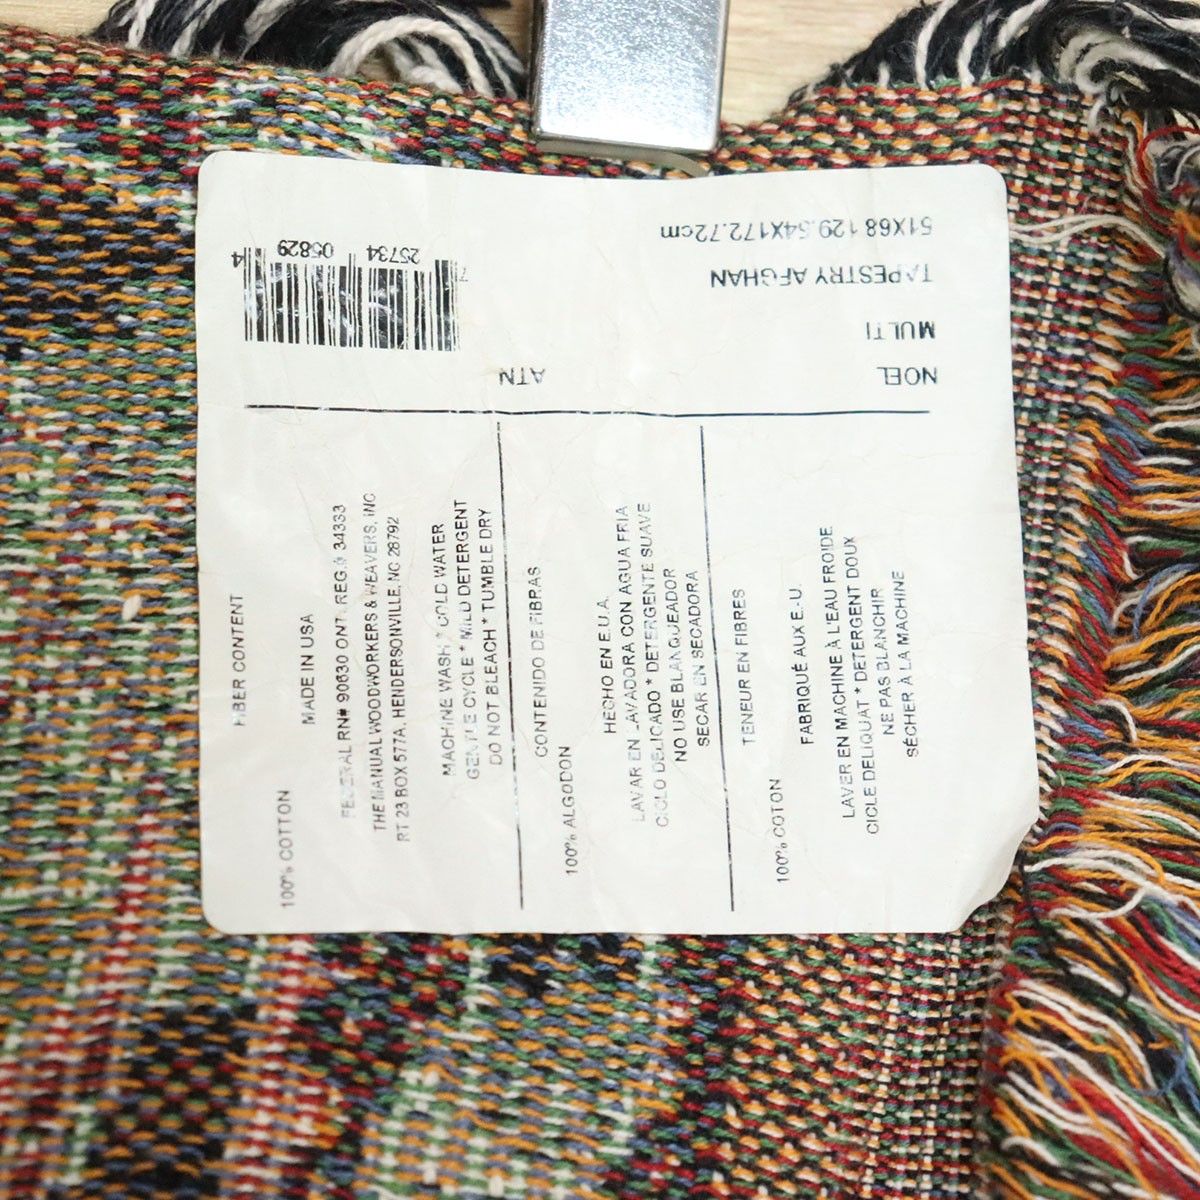 NOEL ATN
MULTI
TAPESTRY AFGHAN
51X68 129.54X172.72cm
7 25734 05829 4
FIBER CONTENT
100% COTTON
MADE IN USA
FEDERAL RN# 90630 ONT. REG.# 34333
THE MANUAL WOODWORKERS & WEAVERS, INC
RT 23 BOX 577A, HENDERSONVILLE, NC 28792
MACHINE WASH * COLD WATER
GENTLE CYCLE * MILD DETERGENT
DO NOT BLEACH * TUMBLE DRY
CONTENIDO DE FIBRAS
100% ALGODON
HECHO EN E.U.A.
LAVAR EN LAVADORA CON AGUA FRIA
CICLO DELICADO * DETERGENTE SUAVE
NO USE BLANQUEADOR
SECAR EN SECADORA
TENEUR EN FIBRES
100% COTON
FABRIQUÉ AUX E.U.
LAVER EN MACHINE À L'EAU FROIDE
CICLE DELIQUAT * DETERGENT DOUX
NE PAS BLANCHIR
SÉCHER À LA MACHINE